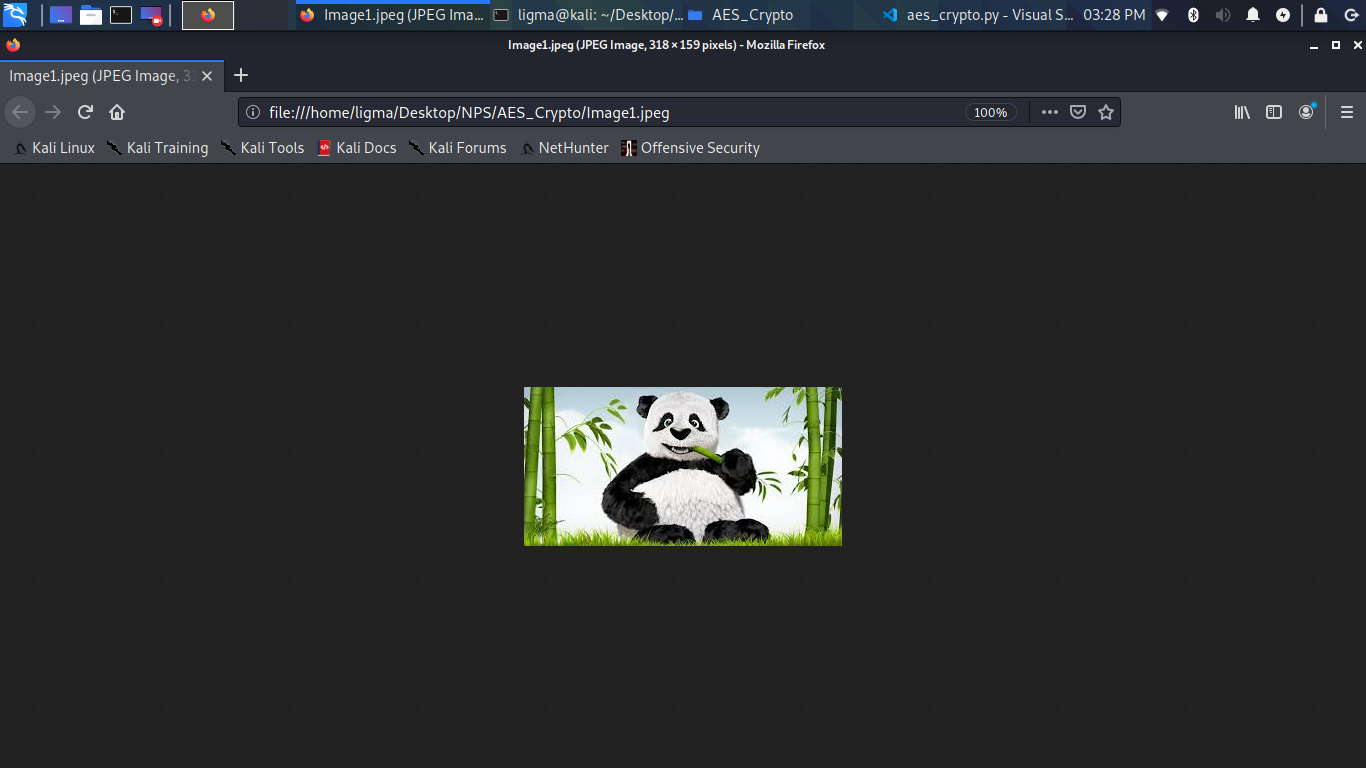 Image1.jpeg (JPEG Ima... ligma@kali: ~/Desktop/... AES_Crypto aes_crypto.py - Visual S... 03:28 PM
Image1.jpeg (JPEG Image, 318 × 159 pixels) - Mozilla Firefox
Image1.jpeg (JPEG Image, 31
file:///home/ligma/Desktop/NPS/AES_Crypto/Image1.jpeg 100%
Kali Linux Kali Training Kali Tools Kali Docs Kali Forums NetHunter Offensive Security